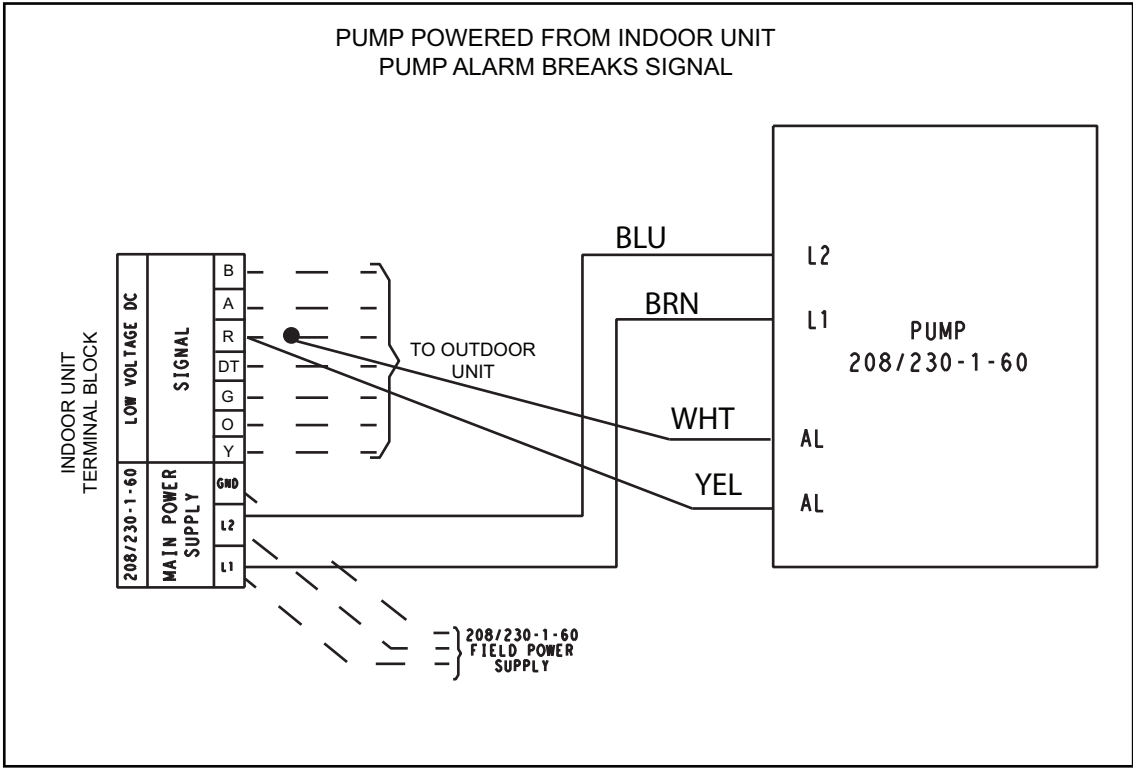 PUMP POWERED FROM INDOOR UNIT
PUMP ALARM BREAKS SIGNAL
INDOOR UNIT
TERMINAL BLOCK
LOW VOLTAGE DC
SIGNAL
B
A
R
DT
G
O
Y
208/230-1-60
MAIN POWER
SUPPLY
GND
L2
L1
TO OUTDOOR
UNIT
208/230-1-60
FIELD POWER
SUPPLY
BLU
BRN
WHT
YEL
L2
L1
PUMP
208/230-1-60
AL
AL